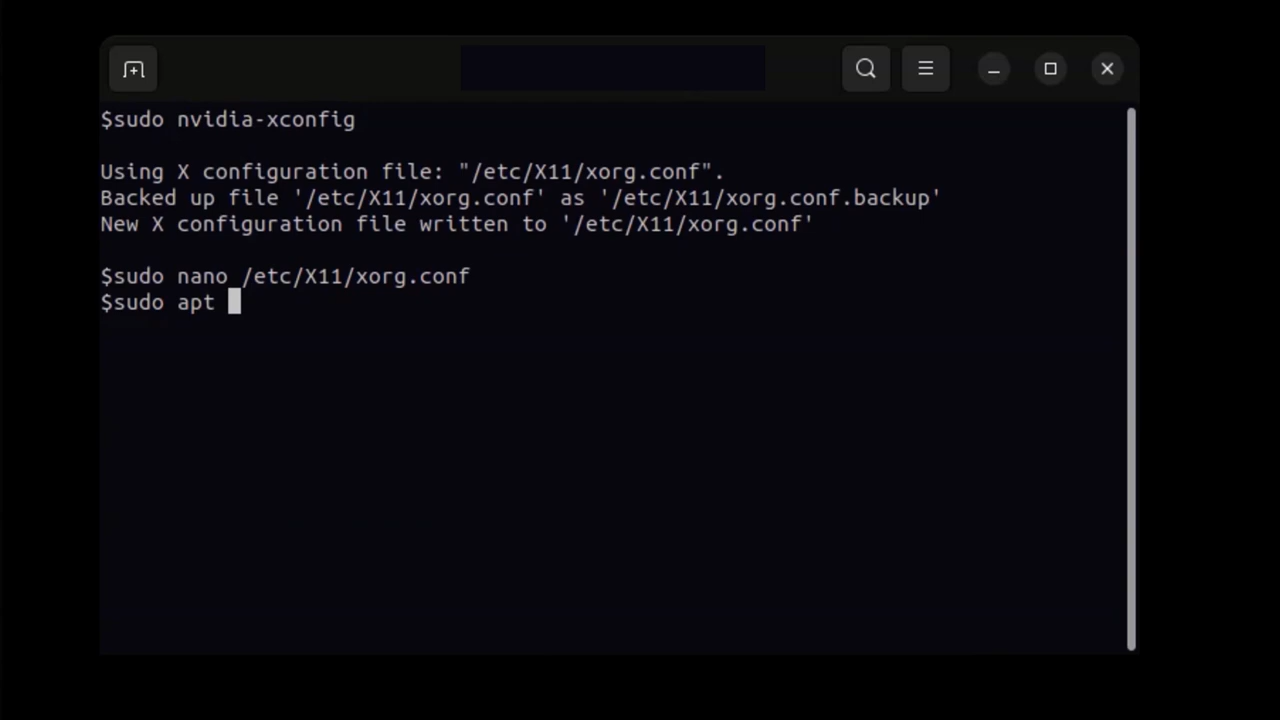 $sudo nvidia-xconfig
Using X configuration file: "/etc/X11/xorg.conf".
Backed up file '/etc/X11/xorg.conf' as '/etc/X11/xorg.conf.backup'
New X configuration file written to '/etc/X11/xorg.conf'
$sudo nano /etc/X11/xorg.conf
$sudo apt